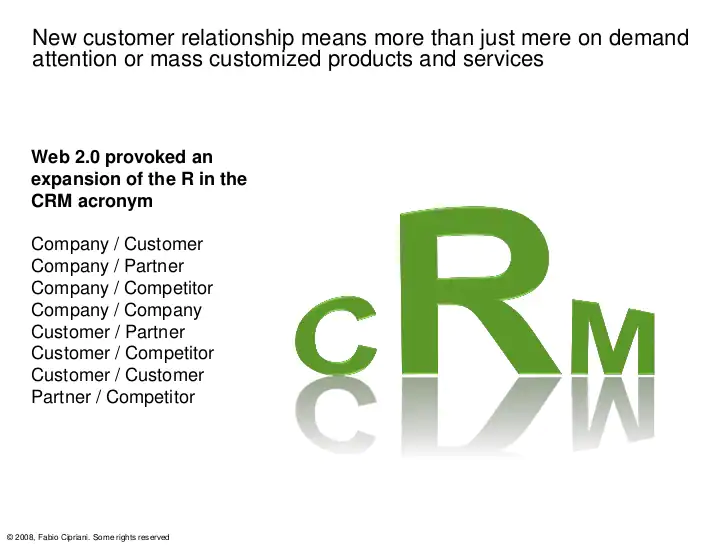 New customer relationship means more than just mere on demand
attention or mass customized products and services
Web 2.0 provoked an
expansion of the R in the
CRM acronym
Company / Customer
Company / Partner
Company / Competitor
Company / Company
Customer / Partner
Customer / Competitor
Customer / Customer
Partner / Competitor
CRM
© 2008, Fabio Cipriani. Some rights reserved